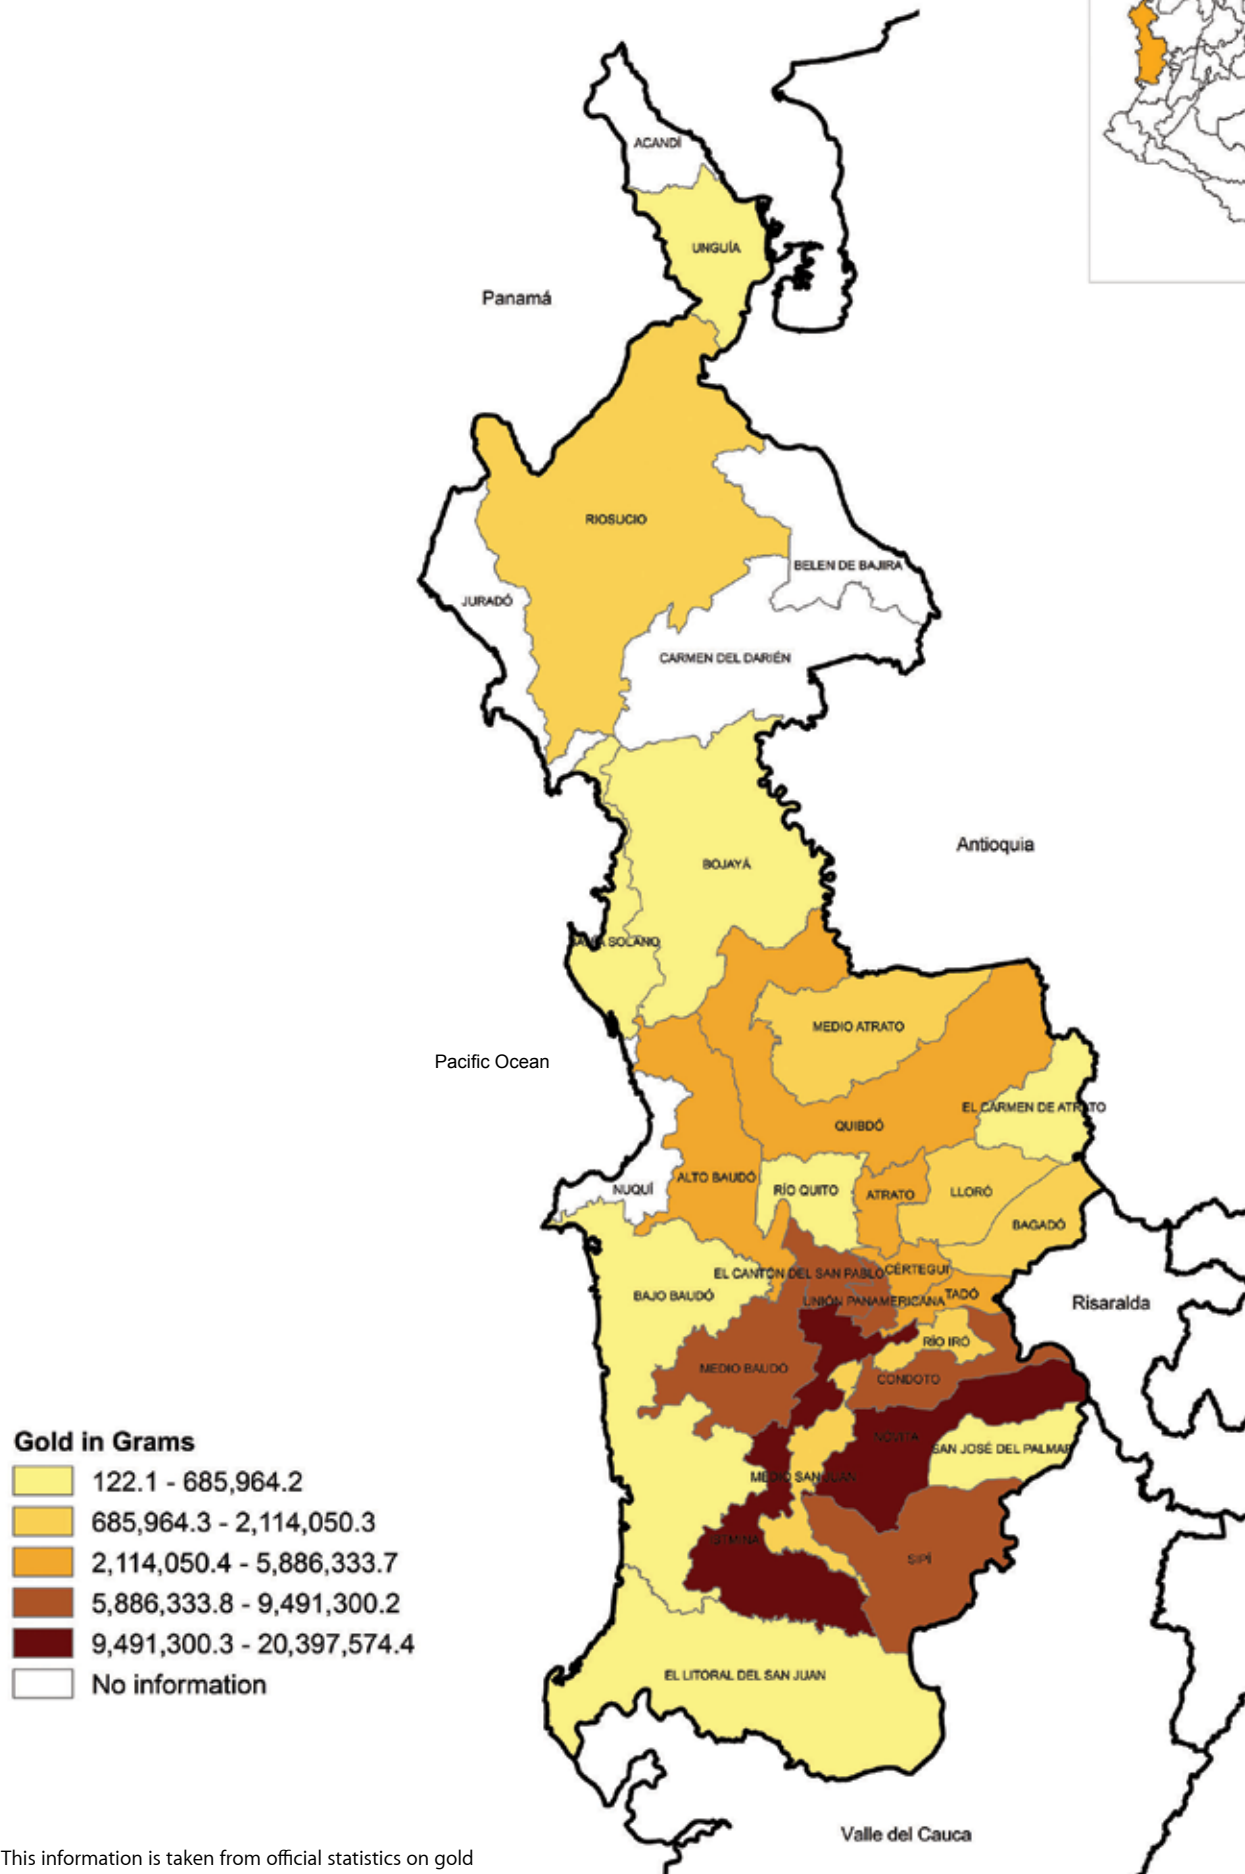 ACANDÍ
UNGUÍA
Panamá
RIOSUCIO
BELEN DE BAJIRA
JURADÓ
CARMEN DEL DARIÉN
Antioquia
BOJAYÁ
BAHÍA SOLANO
MEDIO ATRATO
Pacific Ocean
EL CARMEN DE ATRATO
QUIBDÓ
ALTO BAUDÓ
RÍO QUITO
ATRATO
LLORÓ
NUQUÍ
BAGADÓ
EL CANTÓN DEL SAN PABLO
CÉRTEGUI
BAJO BAUDÓ
UNIÓN PANAMERICANA
TADÓ
Risaralda
RÍO IRÓ
MEDIO BAUDÓ
CONDOTO
NOVITA
SAN JOSÉ DEL PALMAR
MEDIO SAN JUAN
ISTMINA
SIPÍ
EL LITORAL DEL SAN JUAN
Valle del Cauca
Gold in Grams
122.1 - 685,964.2
685,964.3 - 2,114,050.3
2,114,050.4 - 5,886,333.7
5,886,333.8 - 9,491,300.2
9,491,300.3 - 20,397,574.4
No information
This information is taken from official statistics on gold